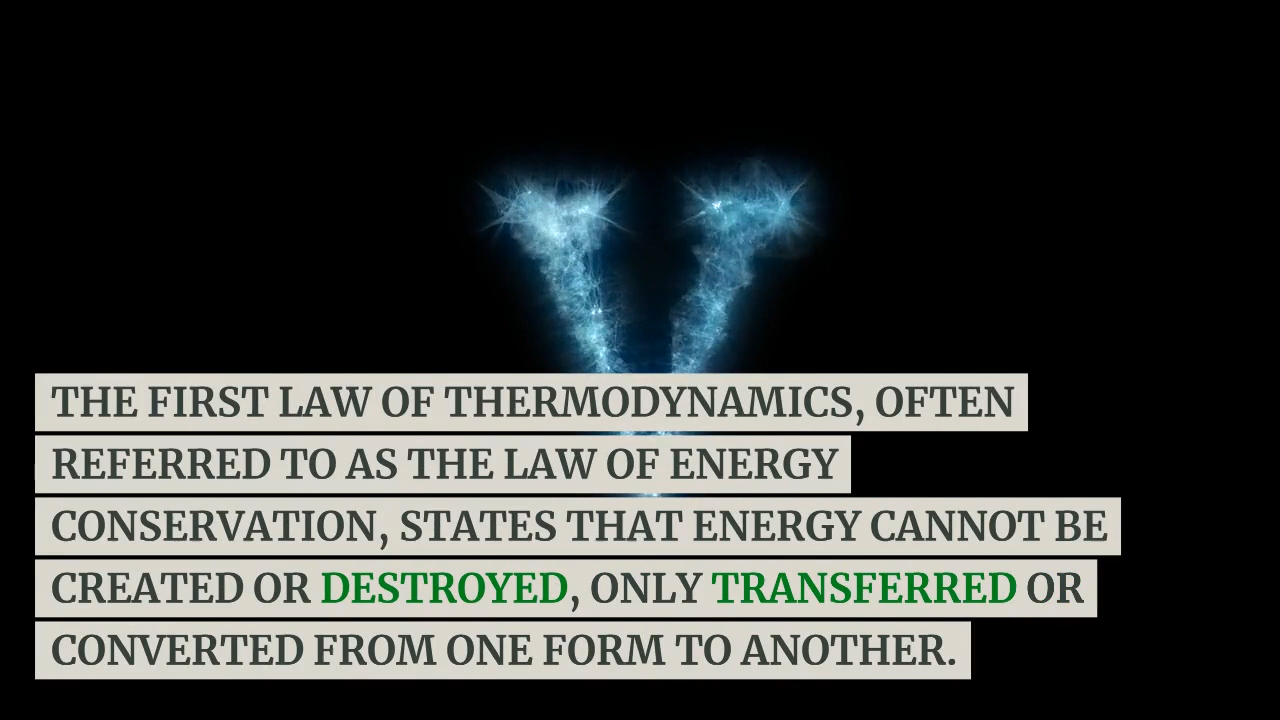 V
THE FIRST LAW OF THERMODYNAMICS, OFTEN
REFERRED TO AS THE LAW OF ENERGY
CONSERVATION, STATES THAT ENERGY CANNOT BE
CREATED OR DESTROYED, ONLY TRANSFERRED OR
CONVERTED FROM ONE FORM TO ANOTHER.